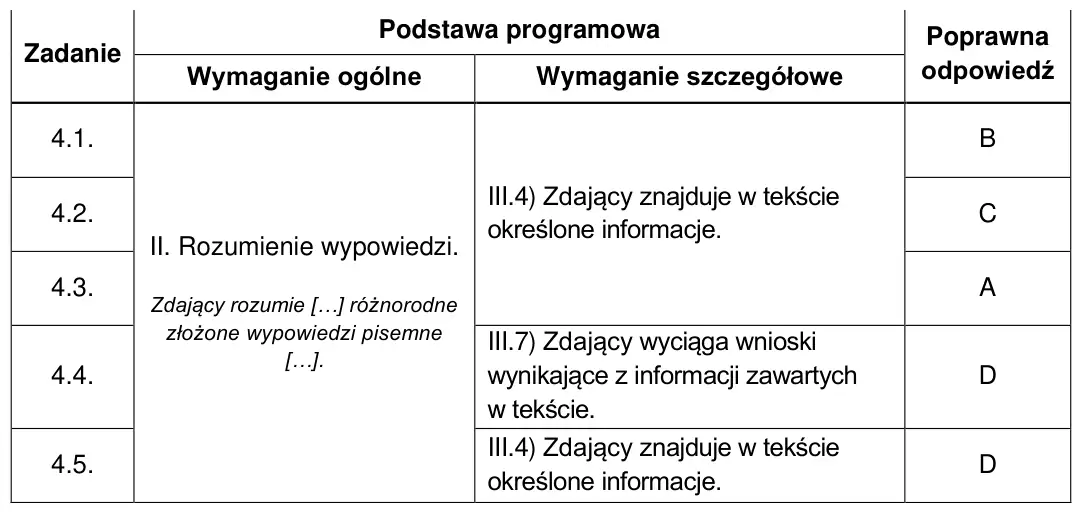 Zadanie
Podstawa programowa
Poprawna
odpowiedź
Wymaganie ogólne
Wymaganie szczegółowe
4.1.
II. Rozumienie wypowiedzi.
Zdający rozumie […] różnorodne
złożone wypowiedzi pisemne
[…].
III.4) Zdający znajduje w tekście
określone informacje.
B
4.2.
C
4.3.
A
4.4.
III.7) Zdający wyciąga wnioski
wynikające z informacji zawartych
w tekście.
D
4.5.
III.4) Zdający znajduje w tekście
określone informacje.
D